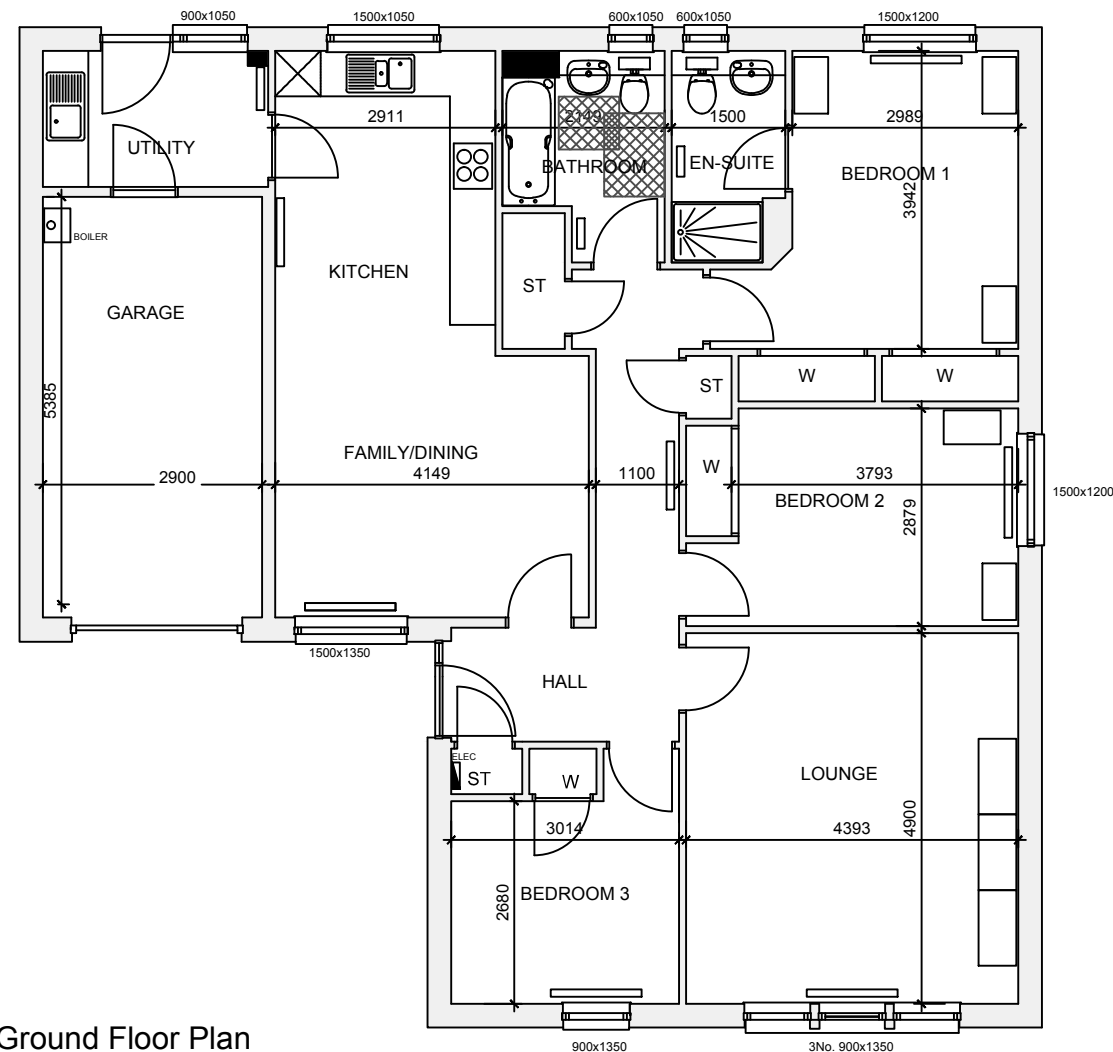 900x1050
1500x1050
600x1050
600x1050
1500x1200
2911
2149
1500
2989
UTILITY
BATHROOM
EN-SUITE
BEDROOM 1
3942
BOILER
KITCHEN
ST
GARAGE
W
W
ST
5385
FAMILY/DINING
2900
4149
1100
W
3793
1500x1200
BEDROOM 2
2879
1500x1350
HALL
ELEC
ST
W
LOUNGE
3014
4393
4900
2680
BEDROOM 3
Ground Floor Plan
900x1350
3No. 900x1350